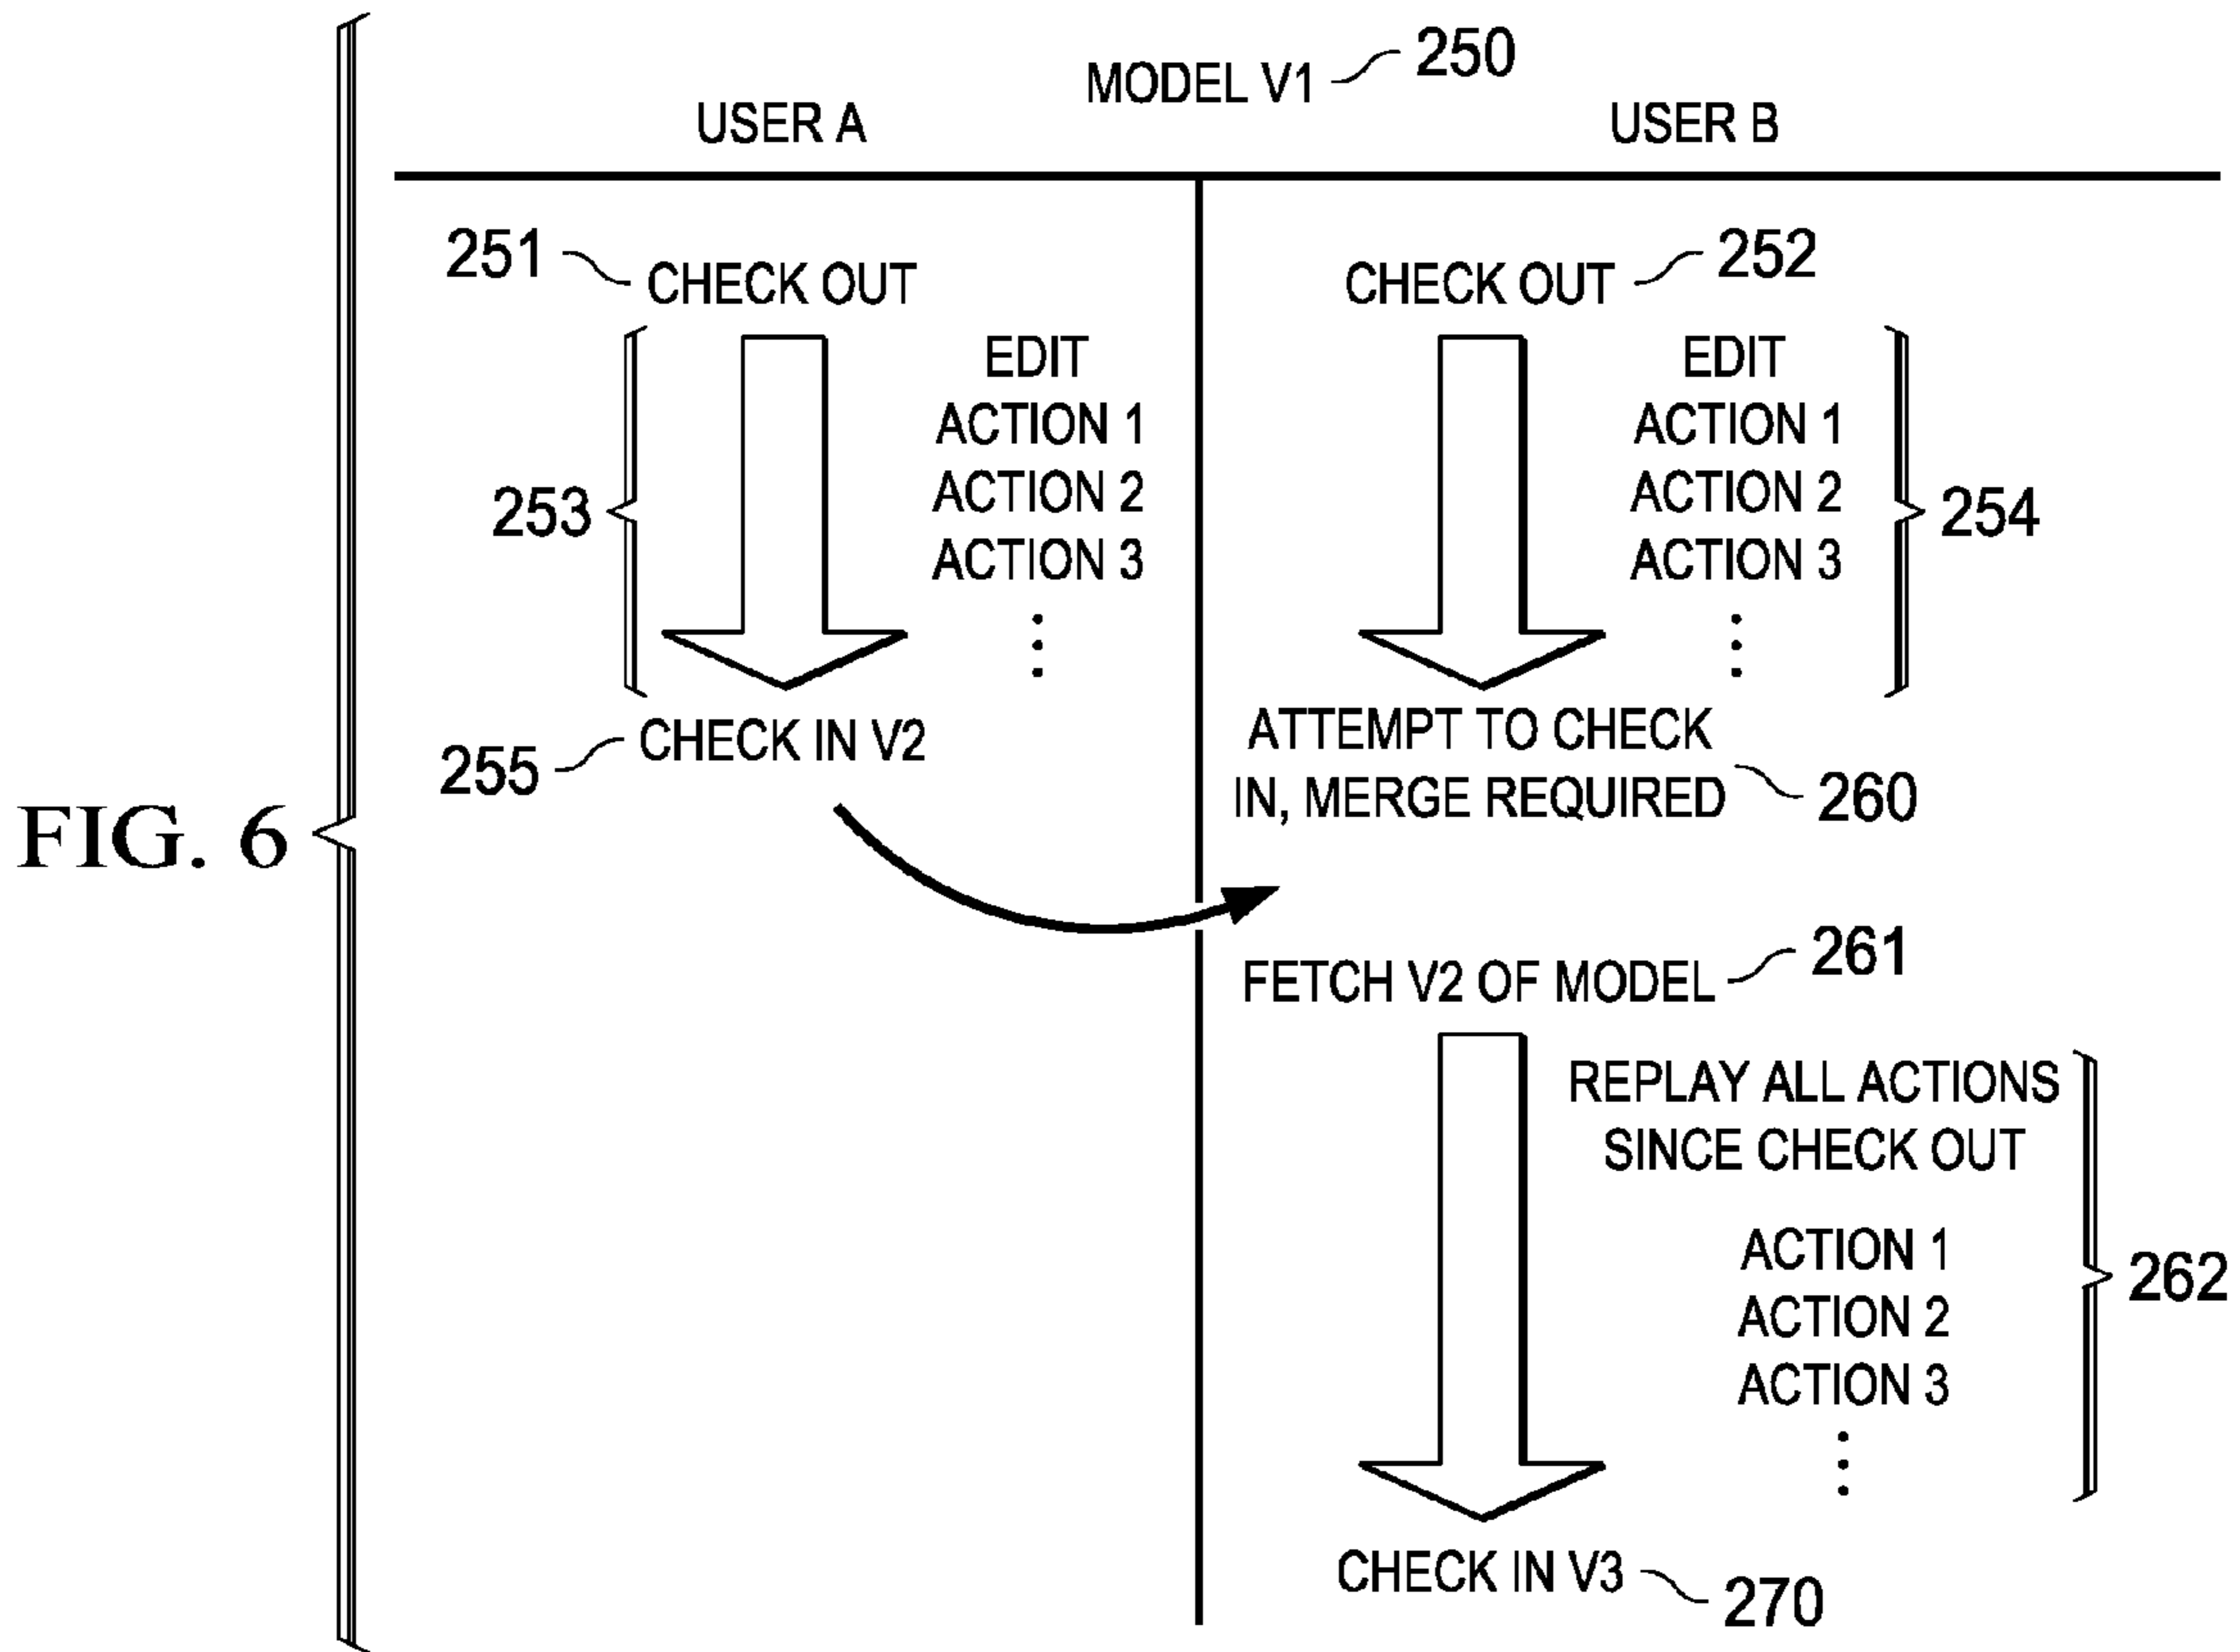 FIG. 6
MODEL V1 250
USER A
USER B
251 CHECK OUT
253
EDIT
ACTION 1
ACTION 2
ACTION 3
255 CHECK IN V2
CHECK OUT 252
EDIT
ACTION 1
ACTION 2
ACTION 3
254
ATTEMPT TO CHECK
IN, MERGE REQUIRED 260
FETCH V2 OF MODEL 261
REPLAY ALL ACTIONS
SINCE CHECK OUT
ACTION 1
ACTION 2
ACTION 3
262
CHECK IN V3 270